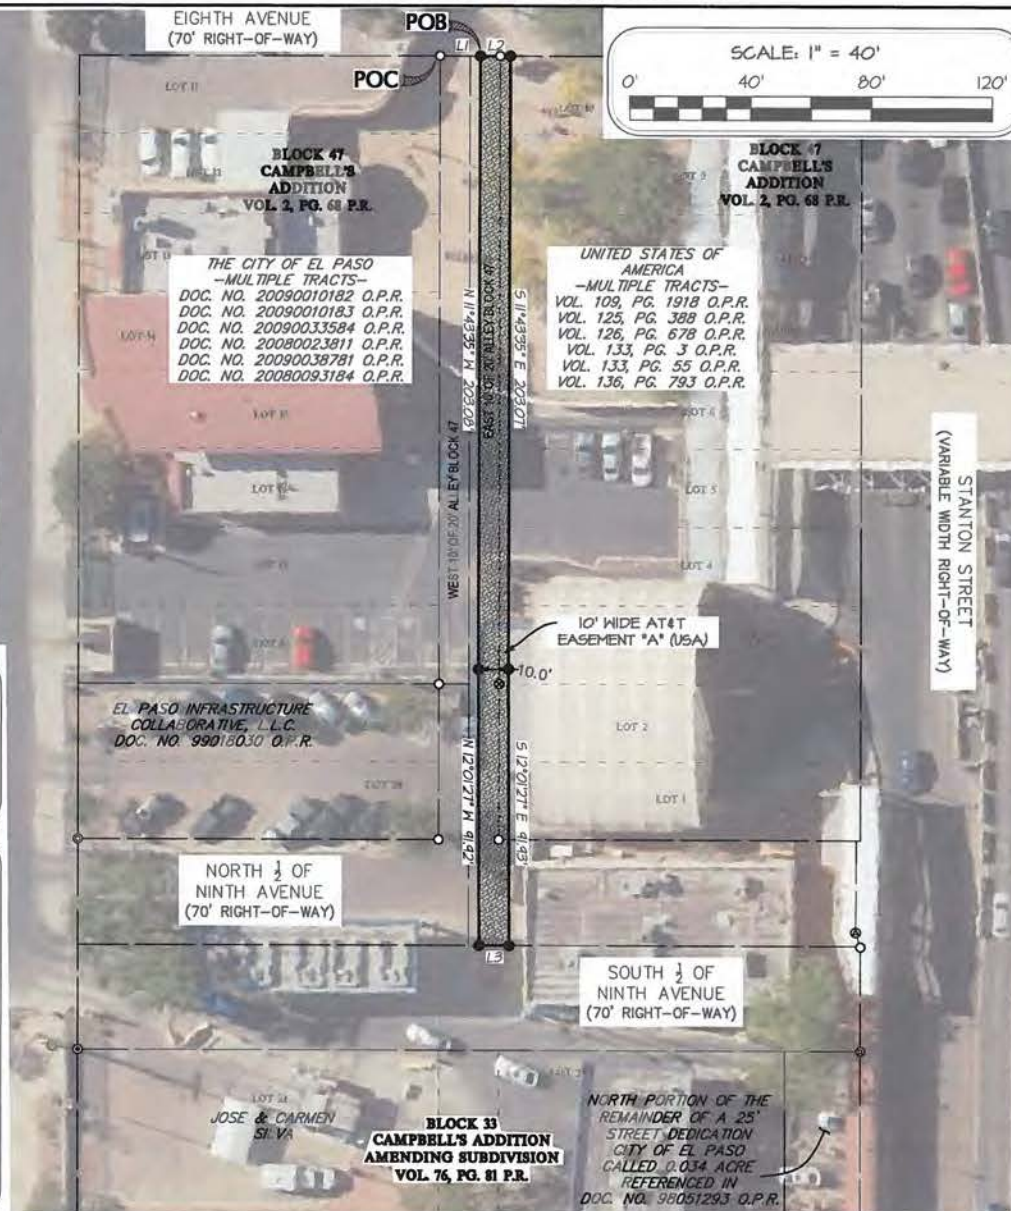 EIGHTH AVENUE
(70' RIGHT-OF-WAY)
POB
POC
L1
L2
SCALE: 1" = 40'
0'
40'
80'
120'
LOT 11
BLOCK 47
CAMPBELL'S
ADDITION
VOL. 2, PG. 68 P.R.
BLOCK 47
CAMPBELL'S
ADDITION
VOL. 2, PG. 68 P.R.
THE CITY OF EL PASO
-MULTIPLE TRACTS-
DOC. NO. 20090010182 O.P.R.
DOC. NO. 20090010183 O.P.R.
DOC. NO. 20090033584 O.P.R.
DOC. NO. 20080023811 O.P.R.
DOC. NO. 20090038781 O.P.R.
DOC. NO. 20080093184 O.P.R.
UNITED STATES OF
AMERICA
-MULTIPLE TRACTS-
VOL. 109, PG. 1918 O.P.R.
VOL. 125, PG. 388 O.P.R.
VOL. 126, PG. 678 O.P.R.
VOL. 133, PG. 3 O.P.R.
VOL. 133, PG. 55 O.P.R.
VOL. 136, PG. 793 O.P.R.
N 11°43'35" W 203.08'
EAST 10' OF 20' ALLEY BLOCK 47
S 11°43'35" E 203.07'
WEST 10' OF 20' ALLEY BLOCK 47
LOT 6
LOT 5
LOT 4
STANTON STREET
(VARIABLE WIDTH RIGHT-OF-WAY)
10' WIDE AT&T
EASEMENT "A" (USA)
10.0'
EL PASO INFRASTRUCTURE
COLLABORATIVE, L.L.C.
DOC. NO. 99018030 O.P.R.
LOT 2
LOT 1
N 12°01'27" W 91.92'
S 12°01'27" E 91.93'
NORTH ½ OF
NINTH AVENUE
(70' RIGHT-OF-WAY)
L3
SOUTH ½ OF
NINTH AVENUE
(70' RIGHT-OF-WAY)
JOSE & CARMEN
SILVA
BLOCK 33
CAMPBELL'S ADDITION
AMENDING SUBDIVISION
VOL. 76, PG. 81 P.R.
NORTH PORTION OF THE
REMAINDER OF A 25'
STREET DEDICATION
CITY OF EL PASO
CALLED 0.034 ACRE
REFERENCED IN
DOC. NO. 98051293 O.P.R.